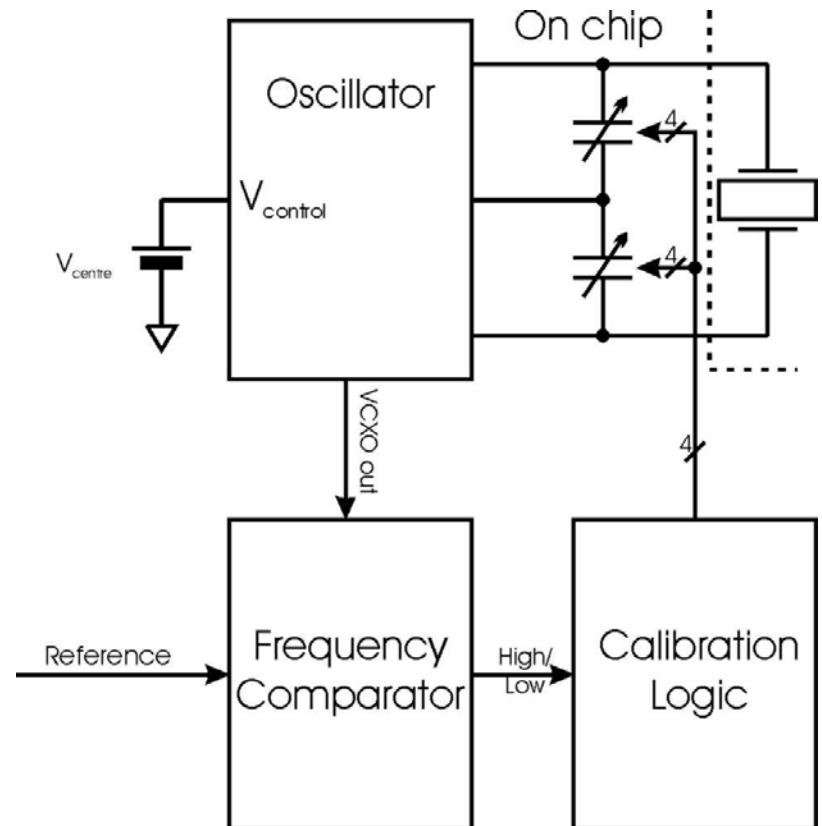 On chip
Oscillator
4
V control
V centre
4
VCXO out
4
Reference
Frequency
Comparator
High/
Low
Calibration
Logic